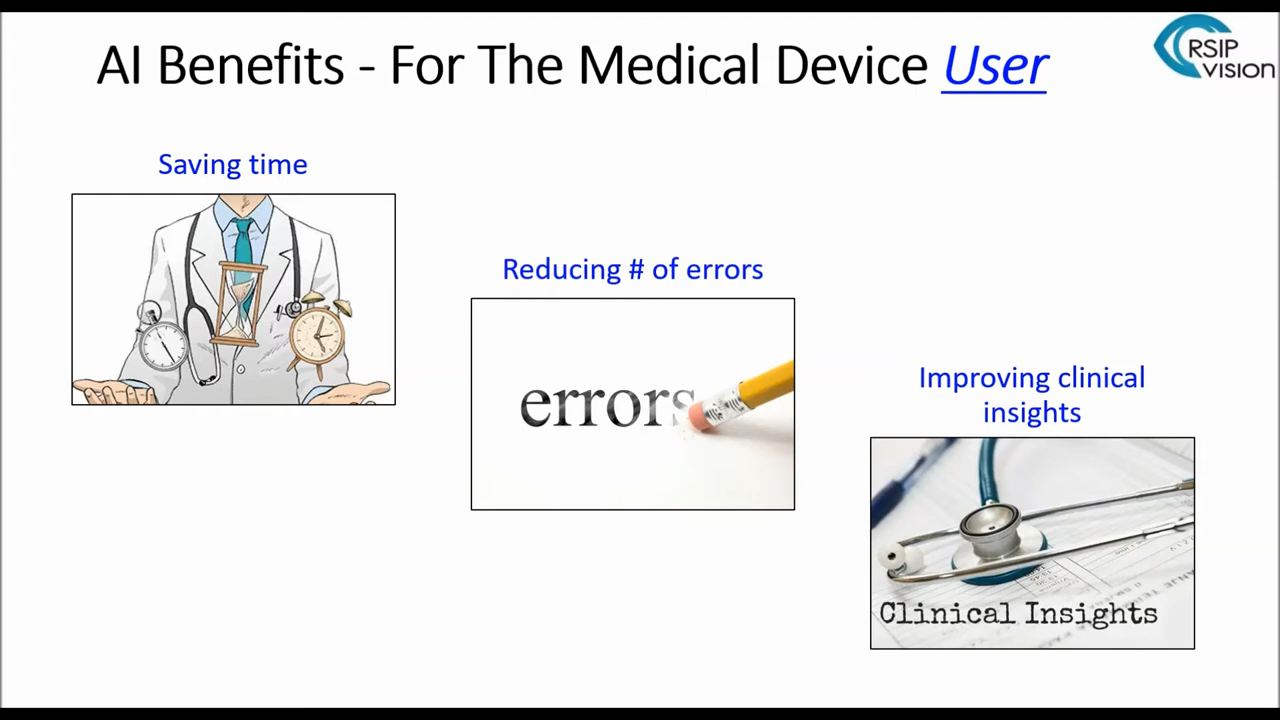 AI Benefits - For The Medical Device User
RSIP
vision
Saving time
Reducing # of errors
errors
Improving clinical
insights
Clinical Insights